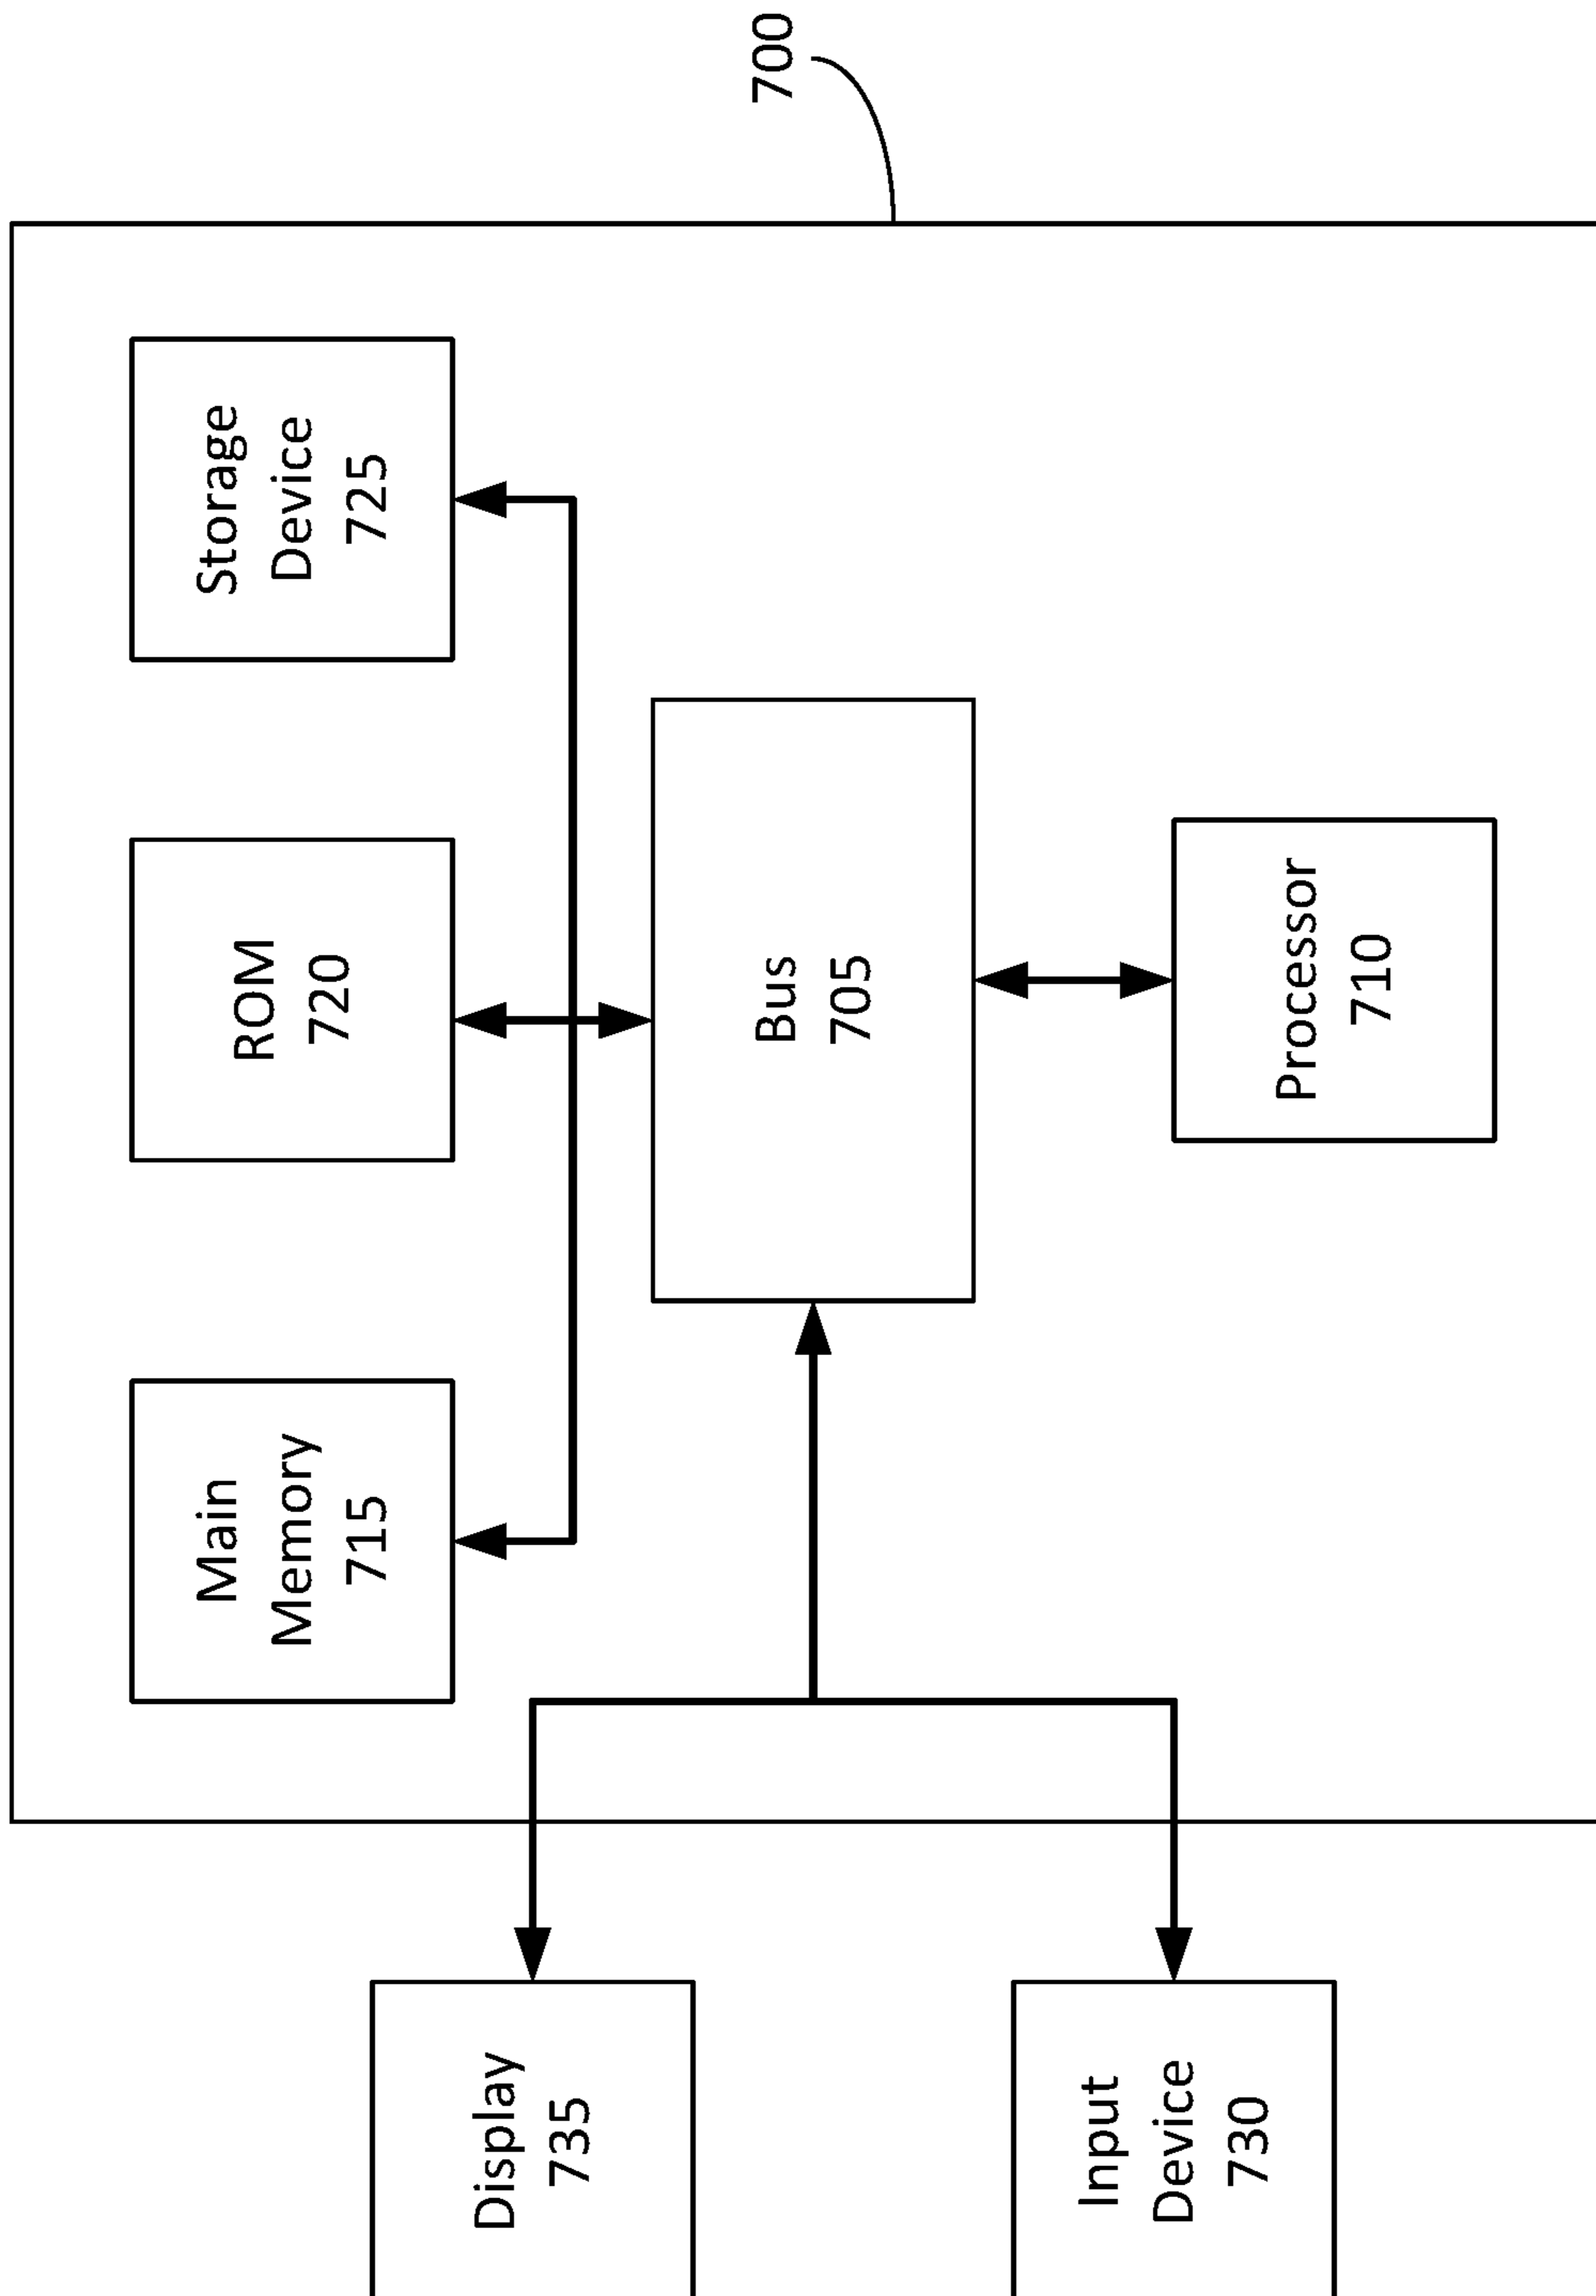 700
Main
Memory
715
ROM
720
Storage
Device
725
Display
735
Bus
705
Input
Device
730
Processor
710